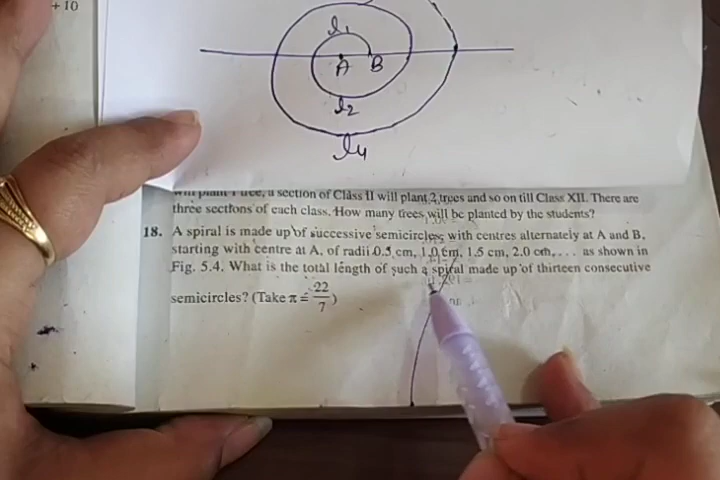 +10
l1
A B
l2
l4
will plant 1 tree, a section of Class II will plant 2 trees and so on till Class XII. There are
three sections of each class. How many trees will be planted by the students?
18. A spiral is made up of successive semicircles, with centres alternately at A and B,
starting with centre at A, of radii 0.5 cm, 1.0 cm, 1.5 cm, 2.0 cm, . . . as shown in
Fig. 5.4. What is the total length of such a spiral made up of thirteen consecutive
semicircles? (Take π = 22/7)